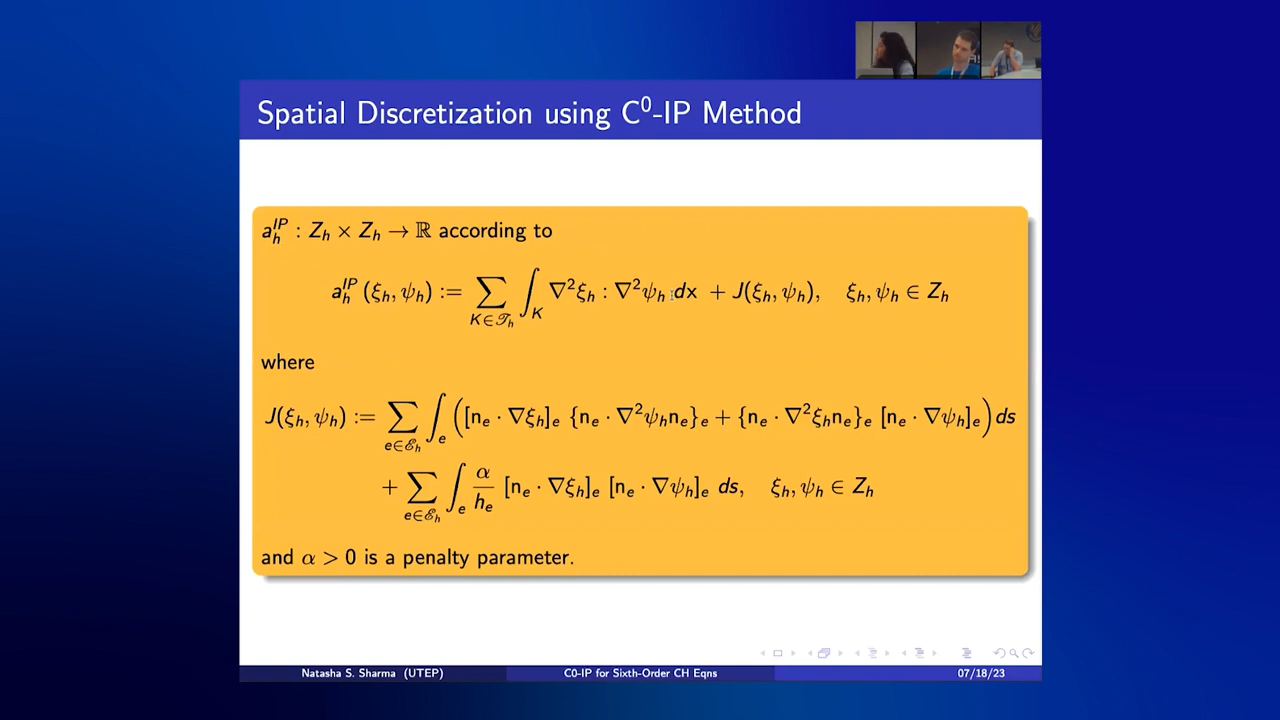 Spatial Discretization using C⁰-IP Method
a_h^{IP} : Z_h × Z_h → ℝ according to
a_h^{IP} (ξ_h, ψ_h) := ∑_{K∈𝒯_h} ∫_K ∇²ξ_h : ∇²ψ_h dx + J(ξ_h, ψ_h), ξ_h, ψ_h ∈ Z_h
where
J(ξ_h, ψ_h) := ∑_{e∈ℰ_h} ∫_e ([n_e · ∇ξ_h]_e {n_e · ∇²ψ_h n_e}_e + {n_e · ∇²ξ_h n_e}_e [n_e · ∇ψ_h]_e) ds
+ ∑_{e∈ℰ_h} ∫_e α/h_e [n_e · ∇ξ_h]_e [n_e · ∇ψ_h]_e ds, ξ_h, ψ_h ∈ Z_h
and α > 0 is a penalty parameter.
Natasha S. Sharma (UTEP) C0-IP for Sixth-Order CH Eqns 07/18/23